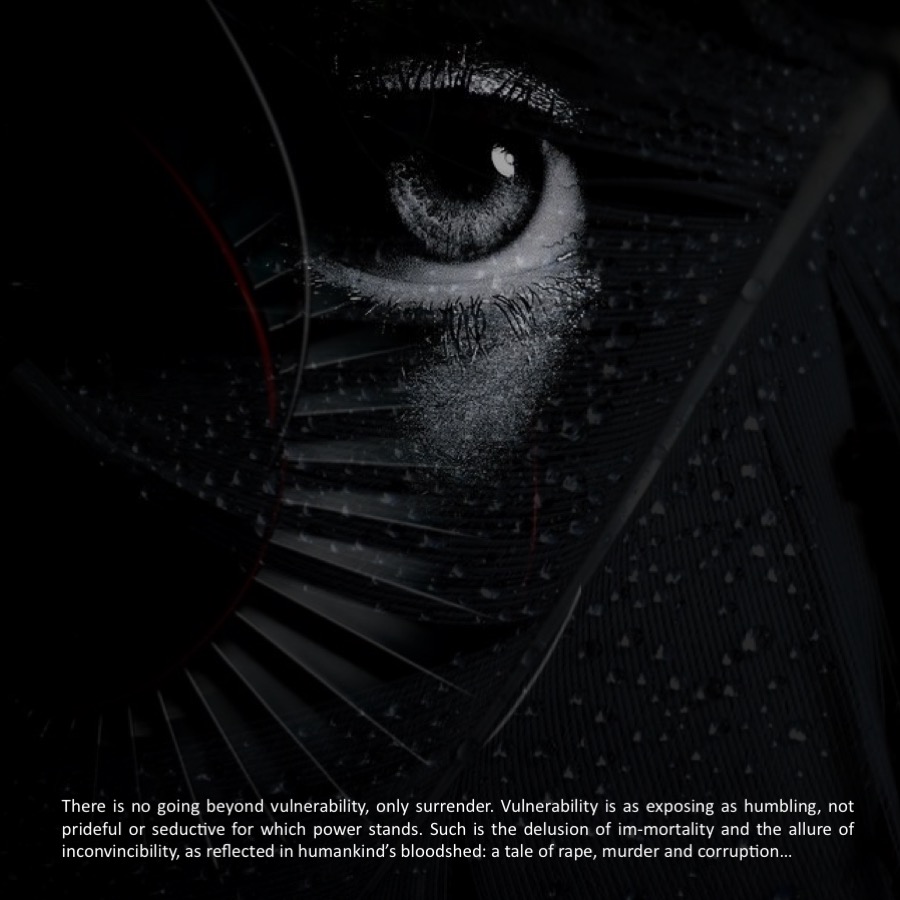 There is no going beyond vulnerability, only surrender. Vulnerability is as exposing as humbling, not
prideful or seductive for which power stands. Such is the delusion of im-mortality and the allure of
inconvincibility, as reflected in humankind’s bloodshed: a tale of rape, murder and corruption…